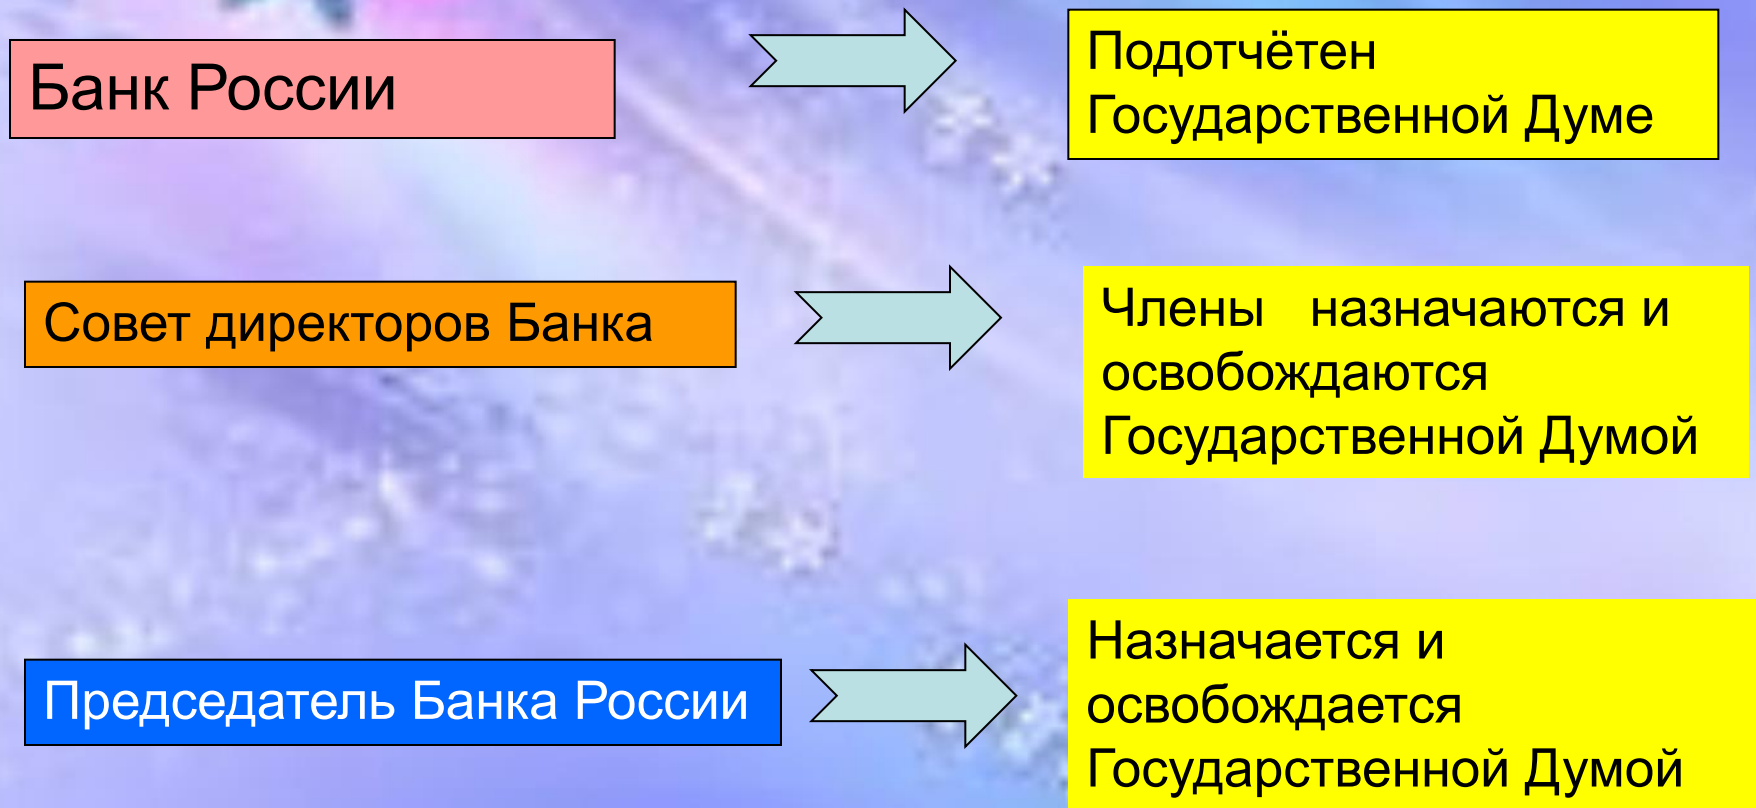 Банк России
Подотчётен
Государственной Думе
Совет директоров Банка
Члены назначаются и
освобождаются
Государственной Думой
Председатель Банка России
Назначается и
освобождается
Государственной Думой